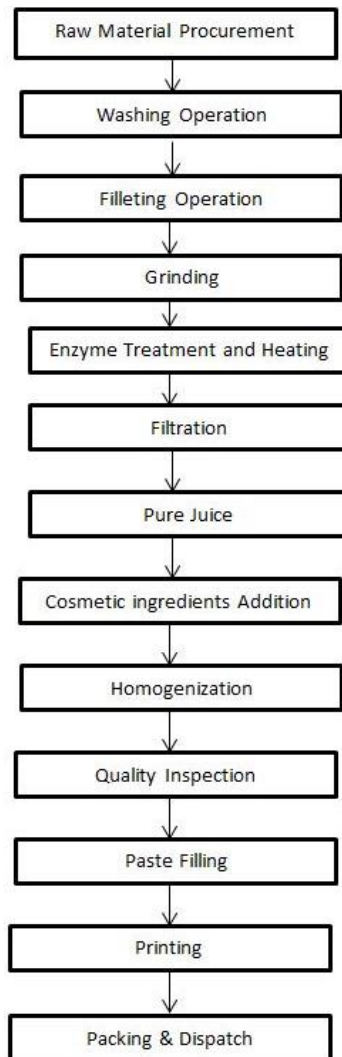 Raw Material Procurement
Washing Operation
Filleting Operation
Grinding
Enzyme Treatment and Heating
Filtration
Pure Juice
Cosmetic ingredients Addition
Homogenization
Quality Inspection
Paste Filling
Printing
Packing & Dispatch